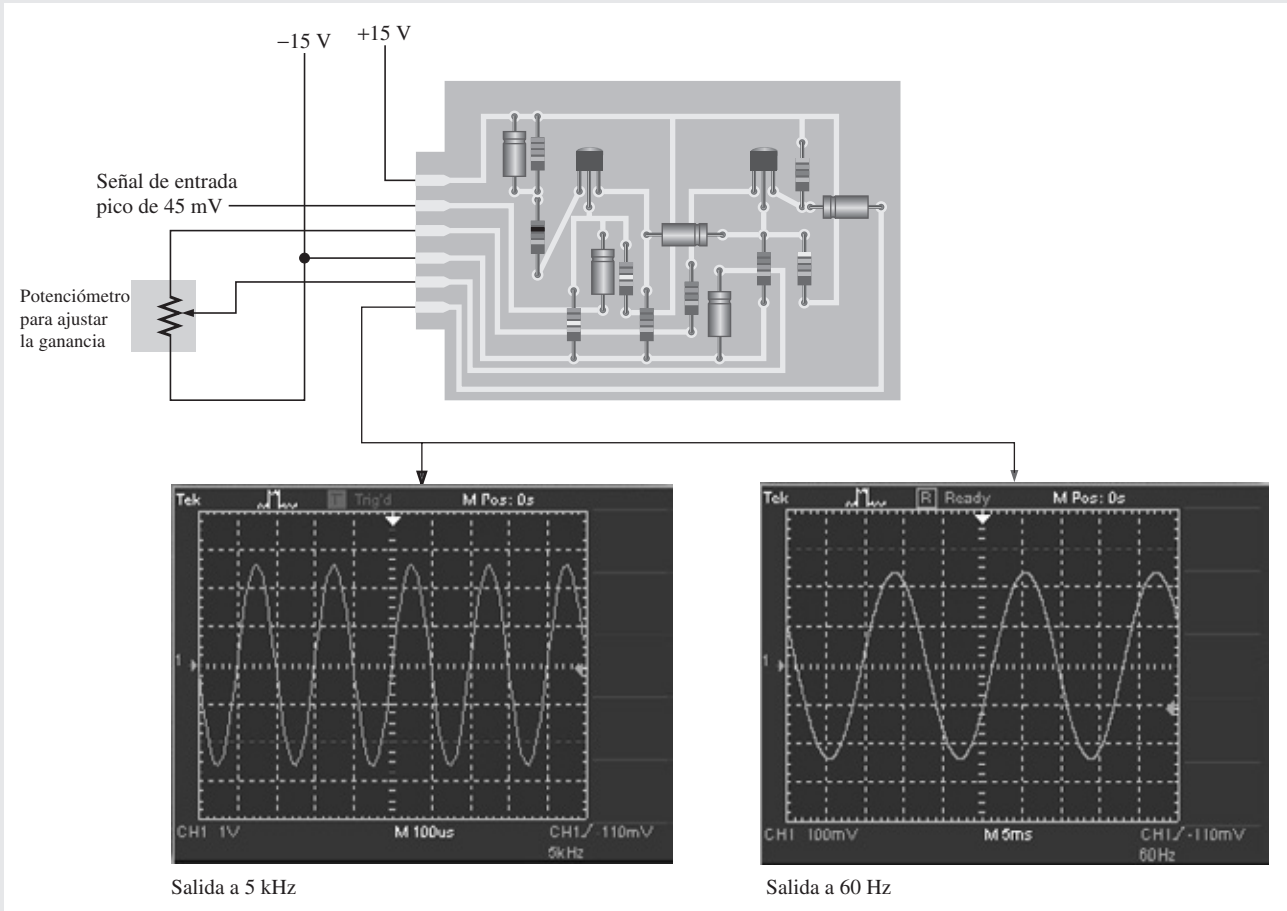 −15 V
+15 V
Señal de entrada
pico de 45 mV
Potenciómetro
para ajustar
la ganancia
Tek
T Trig'd
M Pos: 0s
1
CH1 1V
M 100us
CH1 / -110mV
5kHz
Salida a 5 kHz
Tek
R Ready
M Pos: 0s
1
CH1 100mV
M 5ms
CH1 / -110mV
60Hz
Salida a 60 Hz